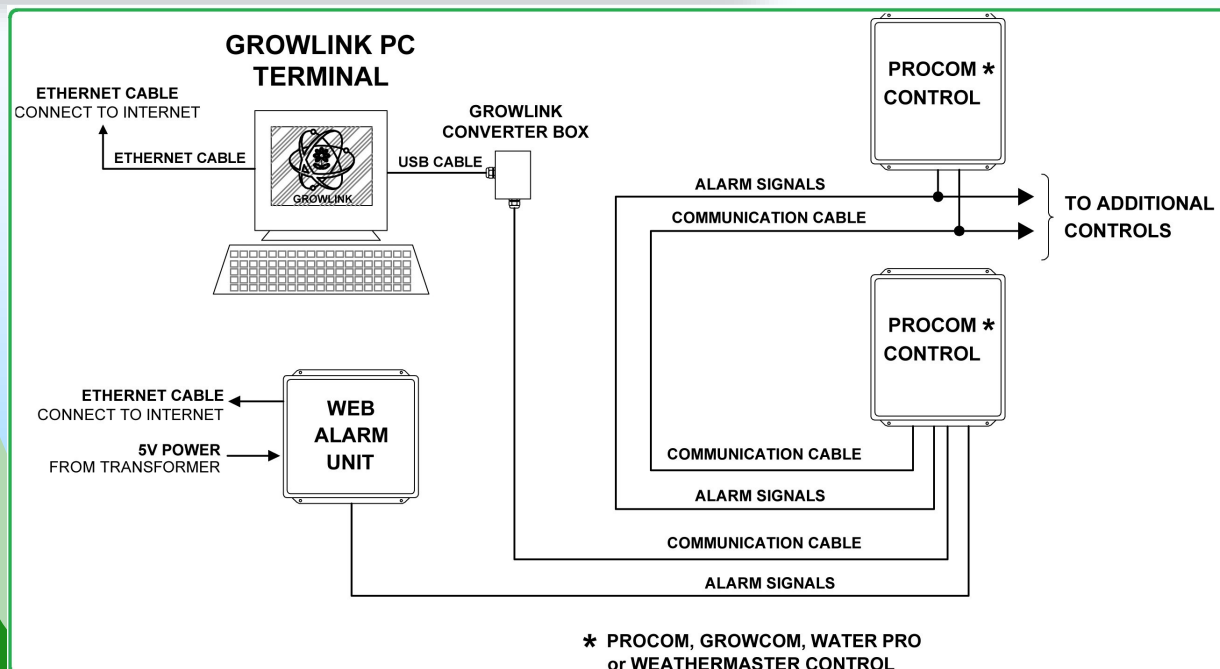 GROWLINK PC
TERMINAL
ETHERNET CABLE
CONNECT TO INTERNET
ETHERNET CABLE
GROWLINK
USB CABLE
GROWLINK
CONVERTER BOX
PROCOM *
CONTROL
ALARM SIGNALS
COMMUNICATION CABLE
TO ADDITIONAL
CONTROLS
PROCOM *
CONTROL
ETHERNET CABLE
CONNECT TO INTERNET
5V POWER
FROM TRANSFORMER
WEB
ALARM
UNIT
COMMUNICATION CABLE
ALARM SIGNALS
COMMUNICATION CABLE
ALARM SIGNALS
* PROCOM, GROWCOM, WATER PRO
or WEATHERMASTER CONTROL